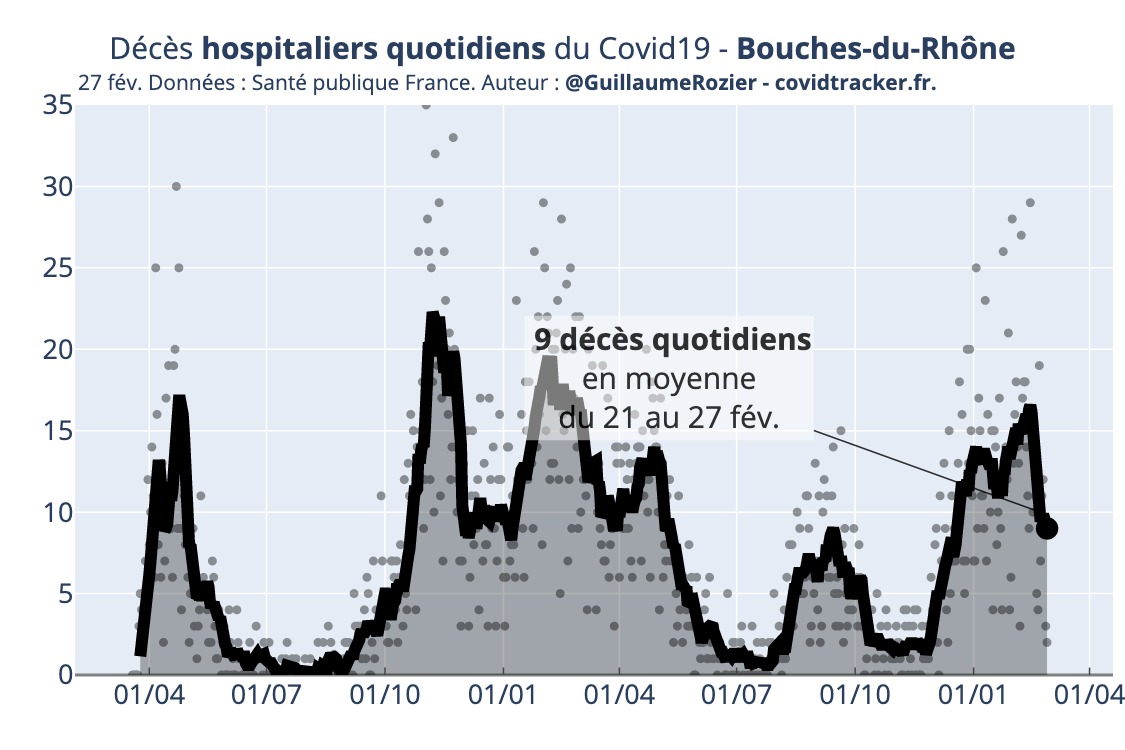 Décès hospitaliers quotidiens du Covid19 - Bouches-du-Rhône
27 fév. Données : Santé publique France. Auteur : @GuillaumeRozier - covidtracker.fr.
35
30
25
20
15
10
5
0
9 décès quotidiens
en moyenne
du 21 au 27 fév.
01/04 01/07 01/10 01/01 01/04 01/07 01/10 01/01 01/04